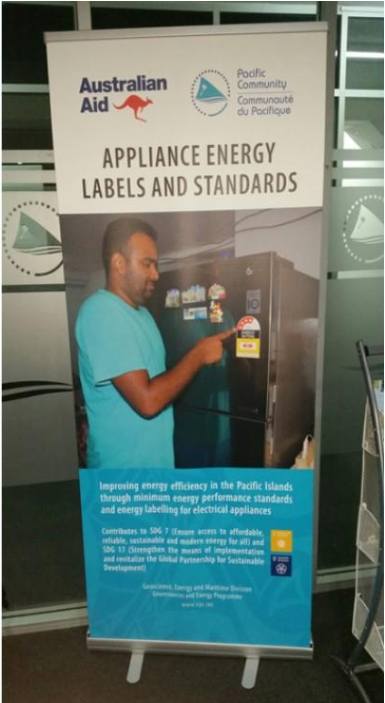 Australian
Aid
Pacific
Community
Communauté
du Pacifique
APPLIANCE ENERGY
LABELS AND STANDARDS
Improving energy efficiency in the Pacific Islands
through minimum energy performance standards
and energy labelling for electrical appliances
Contributes to SDG 7 (Ensure access to affordable,
reliable, sustainable and modern energy for all) and
SDG 17 (Strengthen the means of implementation
and revitalize the Global Partnership for Sustainable
Development)
Geoscience, Energy and Maritime Division
Georesources and Energy Programme
www.spc.int